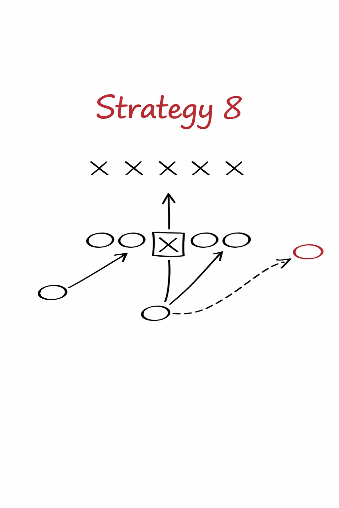 Strategy 8
X X X X X
X